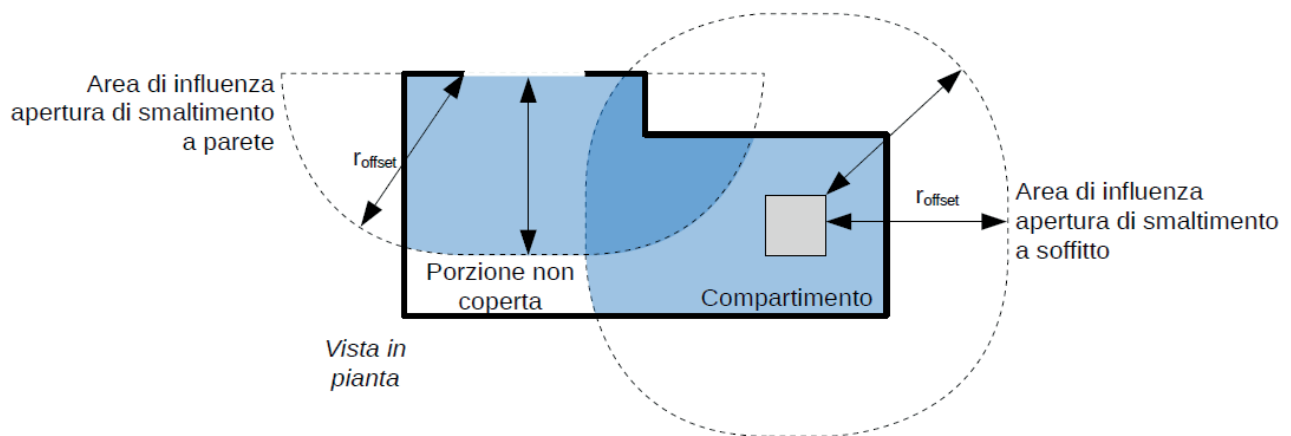 Area di influenza
apertura di smaltimento
a parete
roffset
Porzione non
coperta
Vista in
pianta
Compartimento
roffset
Area di influenza
apertura di smaltimento
a soffitto